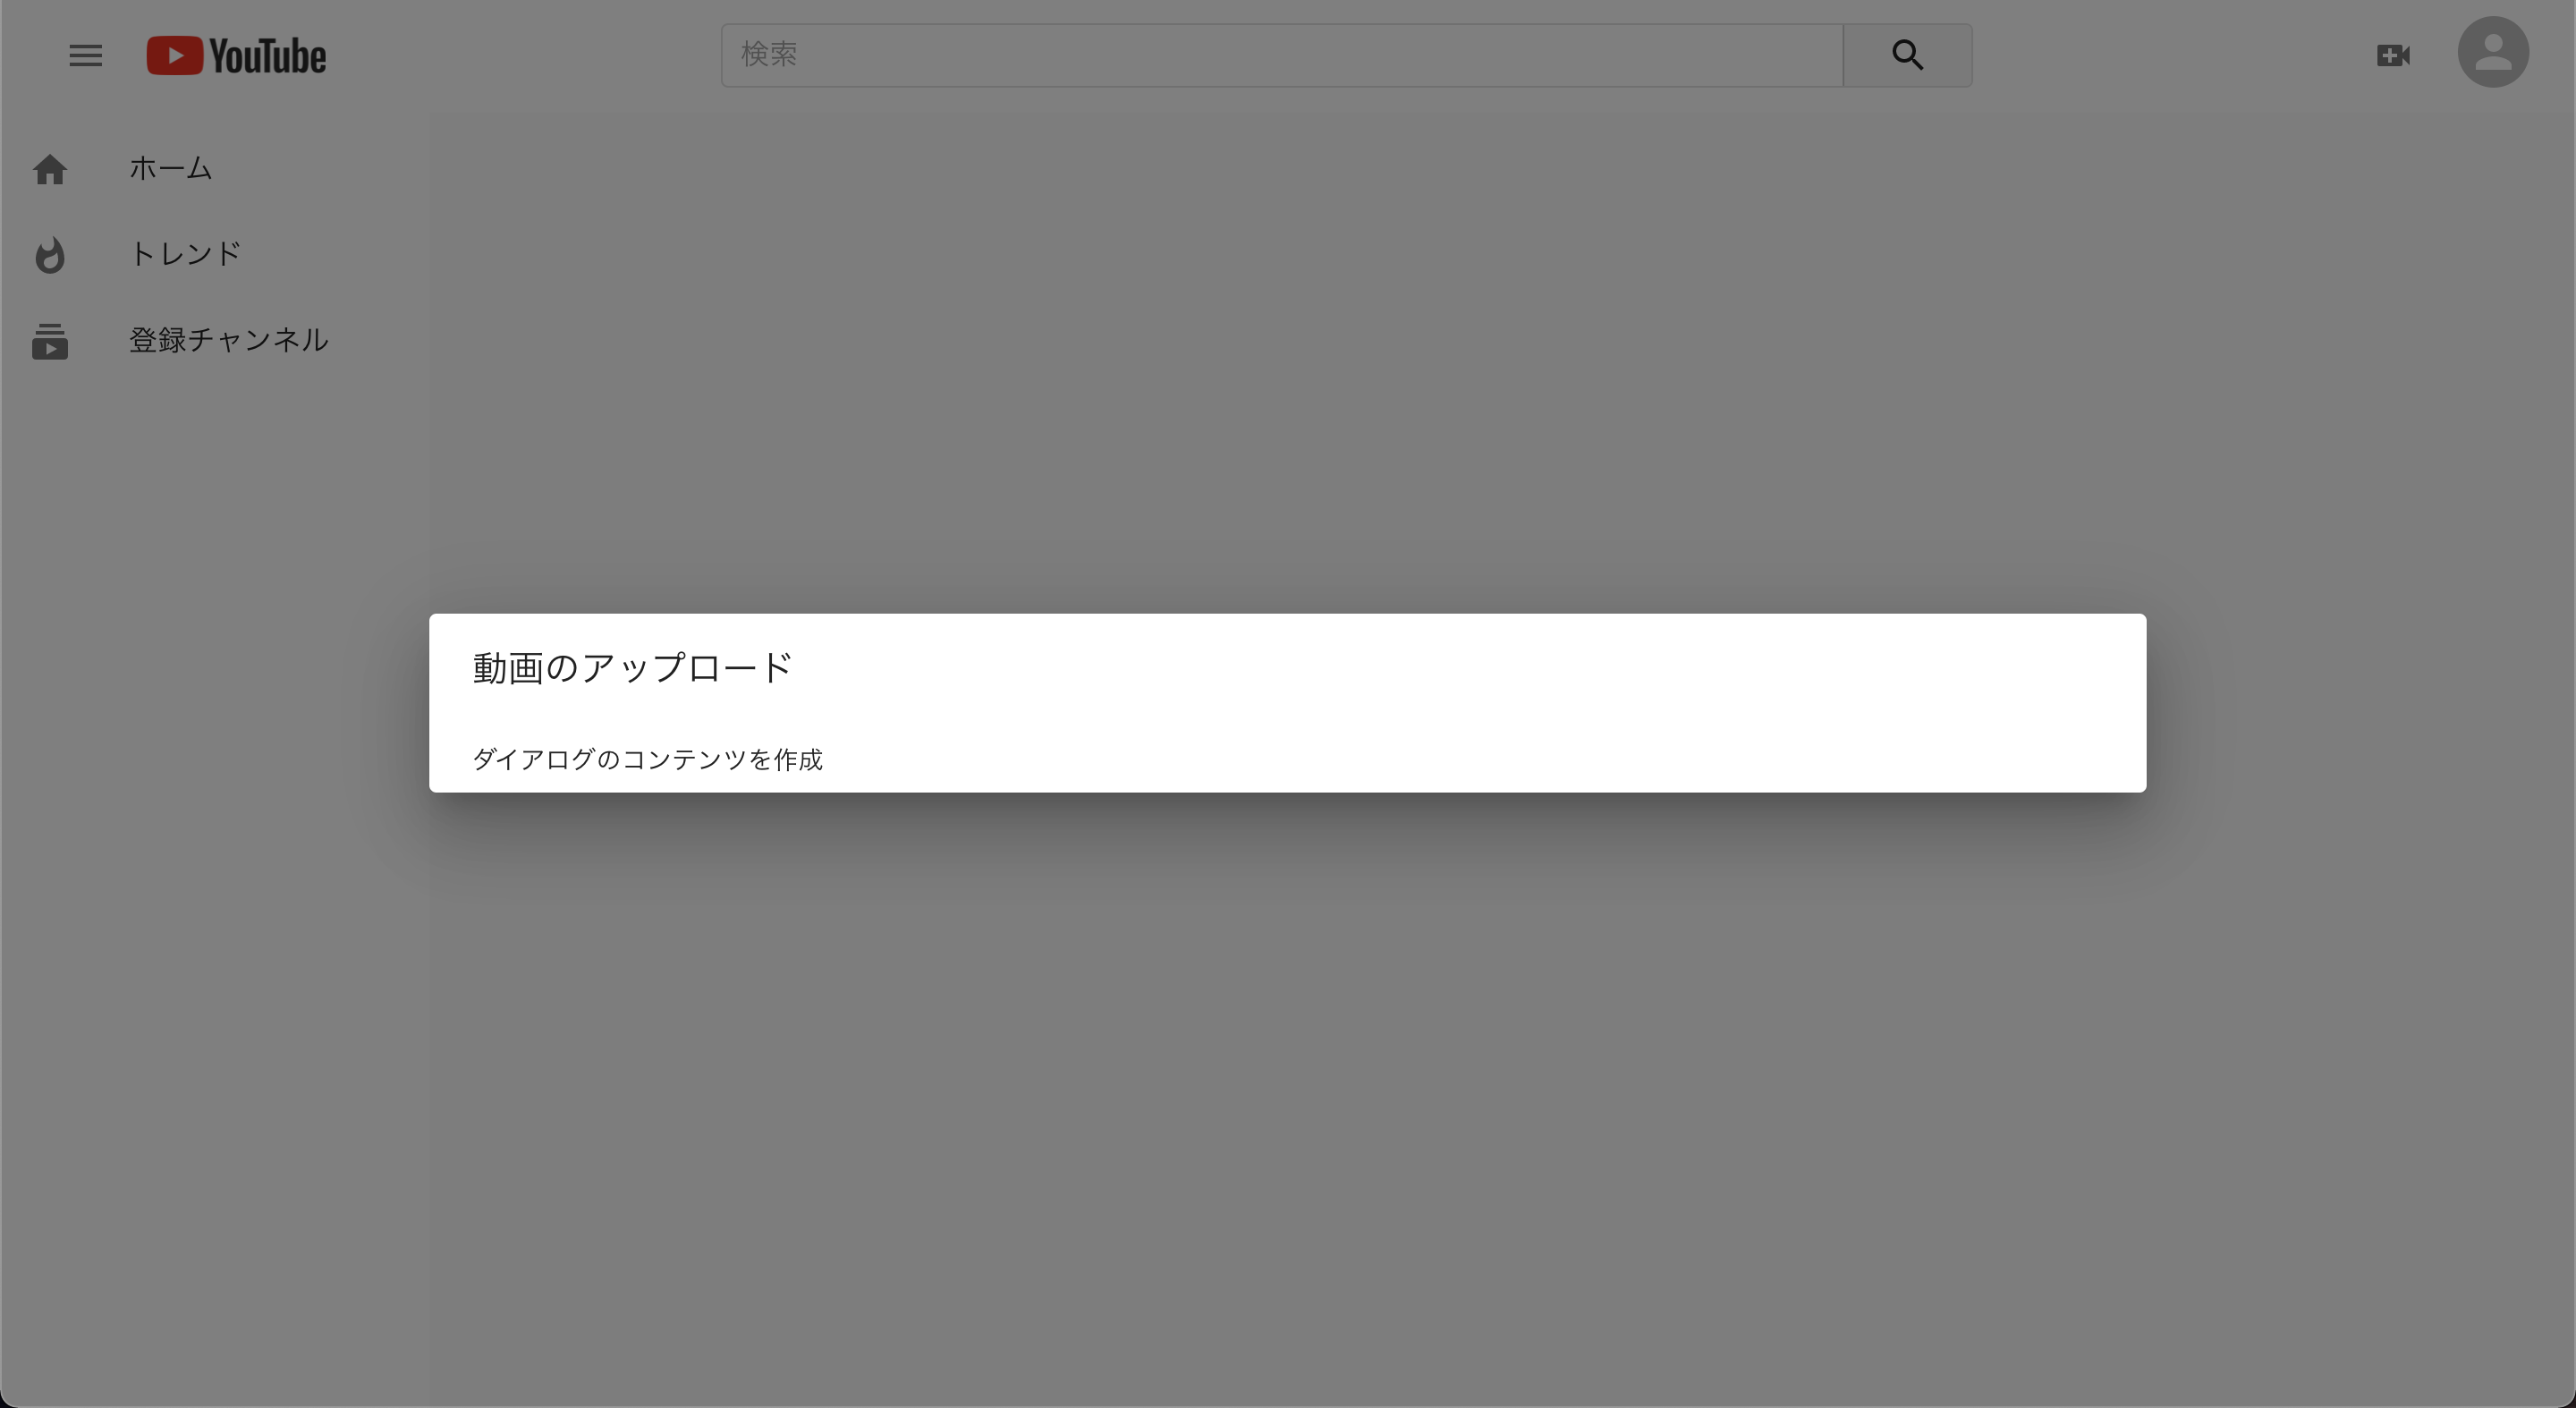 YouTube
検索
ホーム
トレンド
登録チャンネル
動画のアップロード
ダイアログのコンテンツを作成